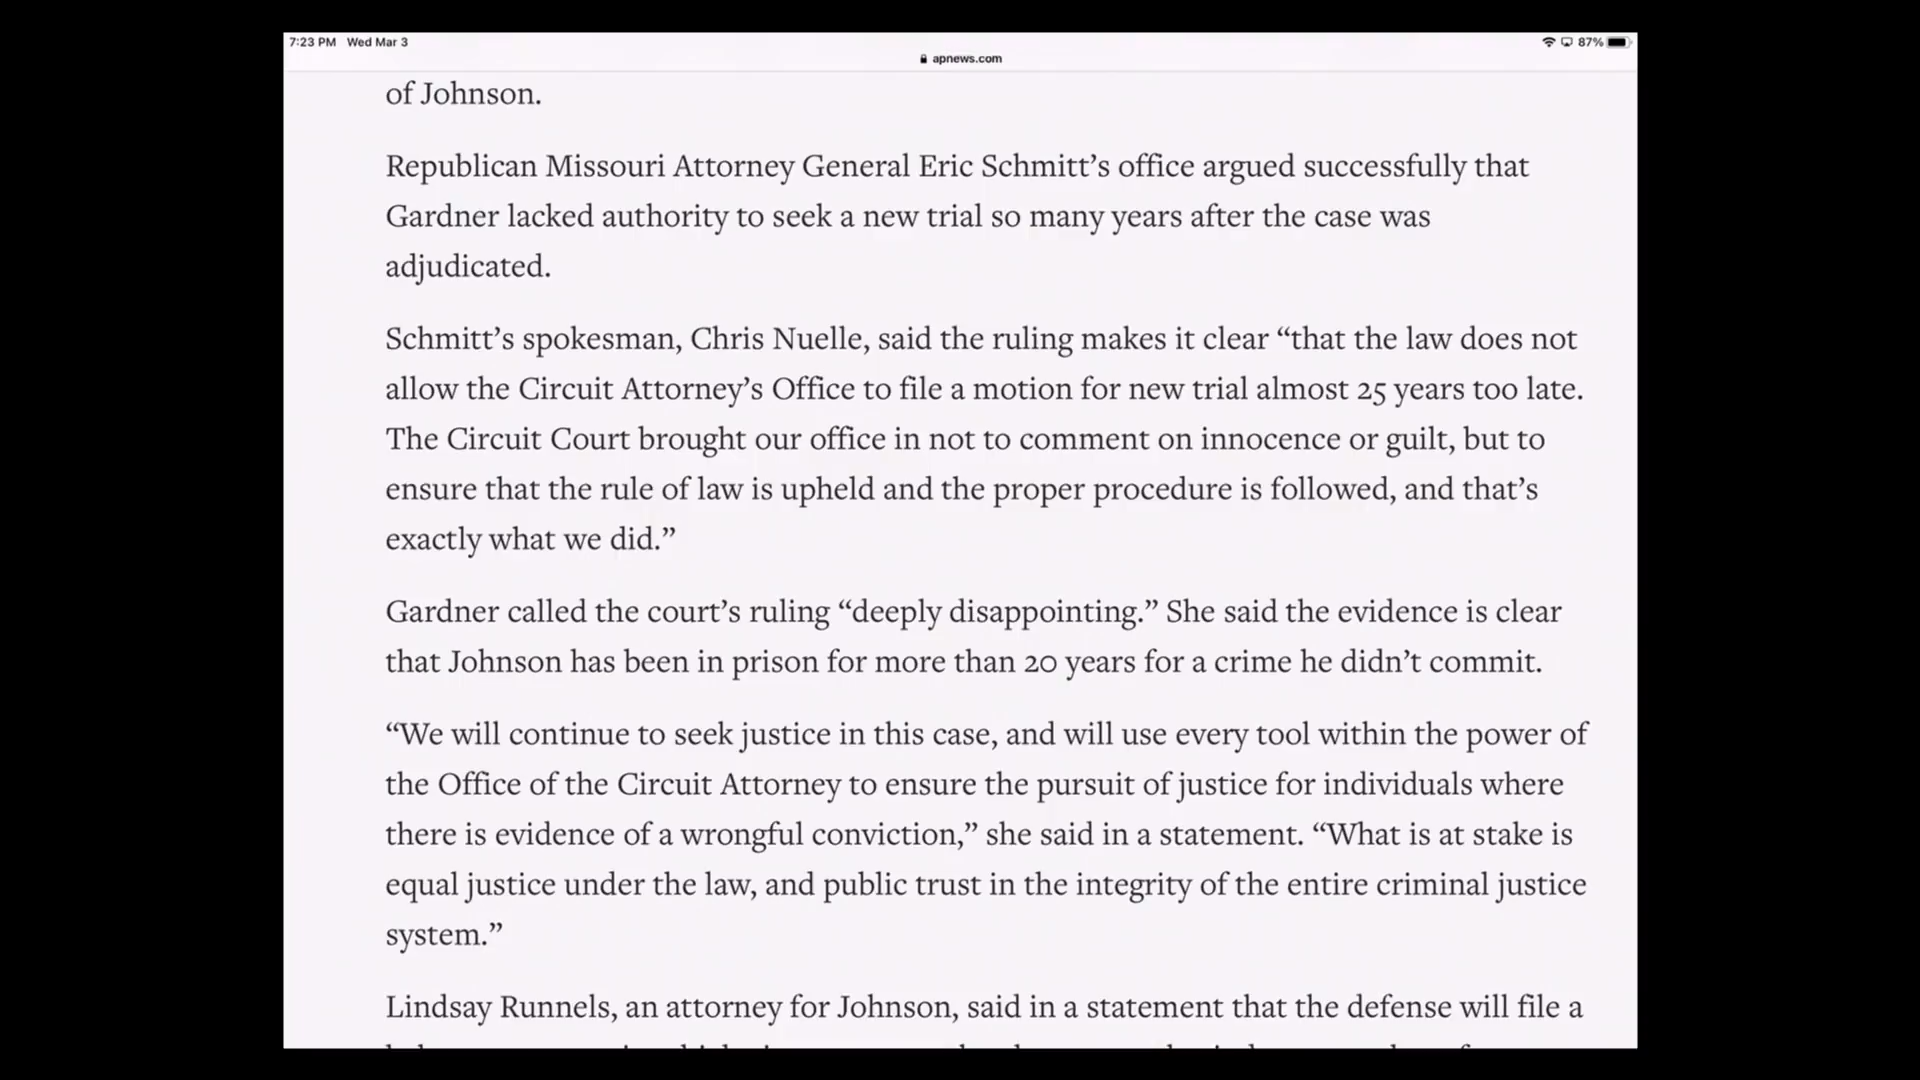 7:23 PM Wed Mar 3
87%
apnews.com
of Johnson.
Republican Missouri Attorney General Eric Schmitt’s office argued successfully that
Gardner lacked authority to seek a new trial so many years after the case was
adjudicated.
Schmitt’s spokesman, Chris Nuelle, said the ruling makes it clear “that the law does not
allow the Circuit Attorney’s Office to file a motion for new trial almost 25 years too late.
The Circuit Court brought our office in not to comment on innocence or guilt, but to
ensure that the rule of law is upheld and the proper procedure is followed, and that’s
exactly what we did.”
Gardner called the court’s ruling “deeply disappointing.” She said the evidence is clear
that Johnson has been in prison for more than 20 years for a crime he didn’t commit.
“We will continue to seek justice in this case, and will use every tool within the power of
the Office of the Circuit Attorney to ensure the pursuit of justice for individuals where
there is evidence of a wrongful conviction,” she said in a statement. “What is at stake is
equal justice under the law, and public trust in the integrity of the entire criminal justice
system.”
Lindsay Runnels, an attorney for Johnson, said in a statement that the defense will file a